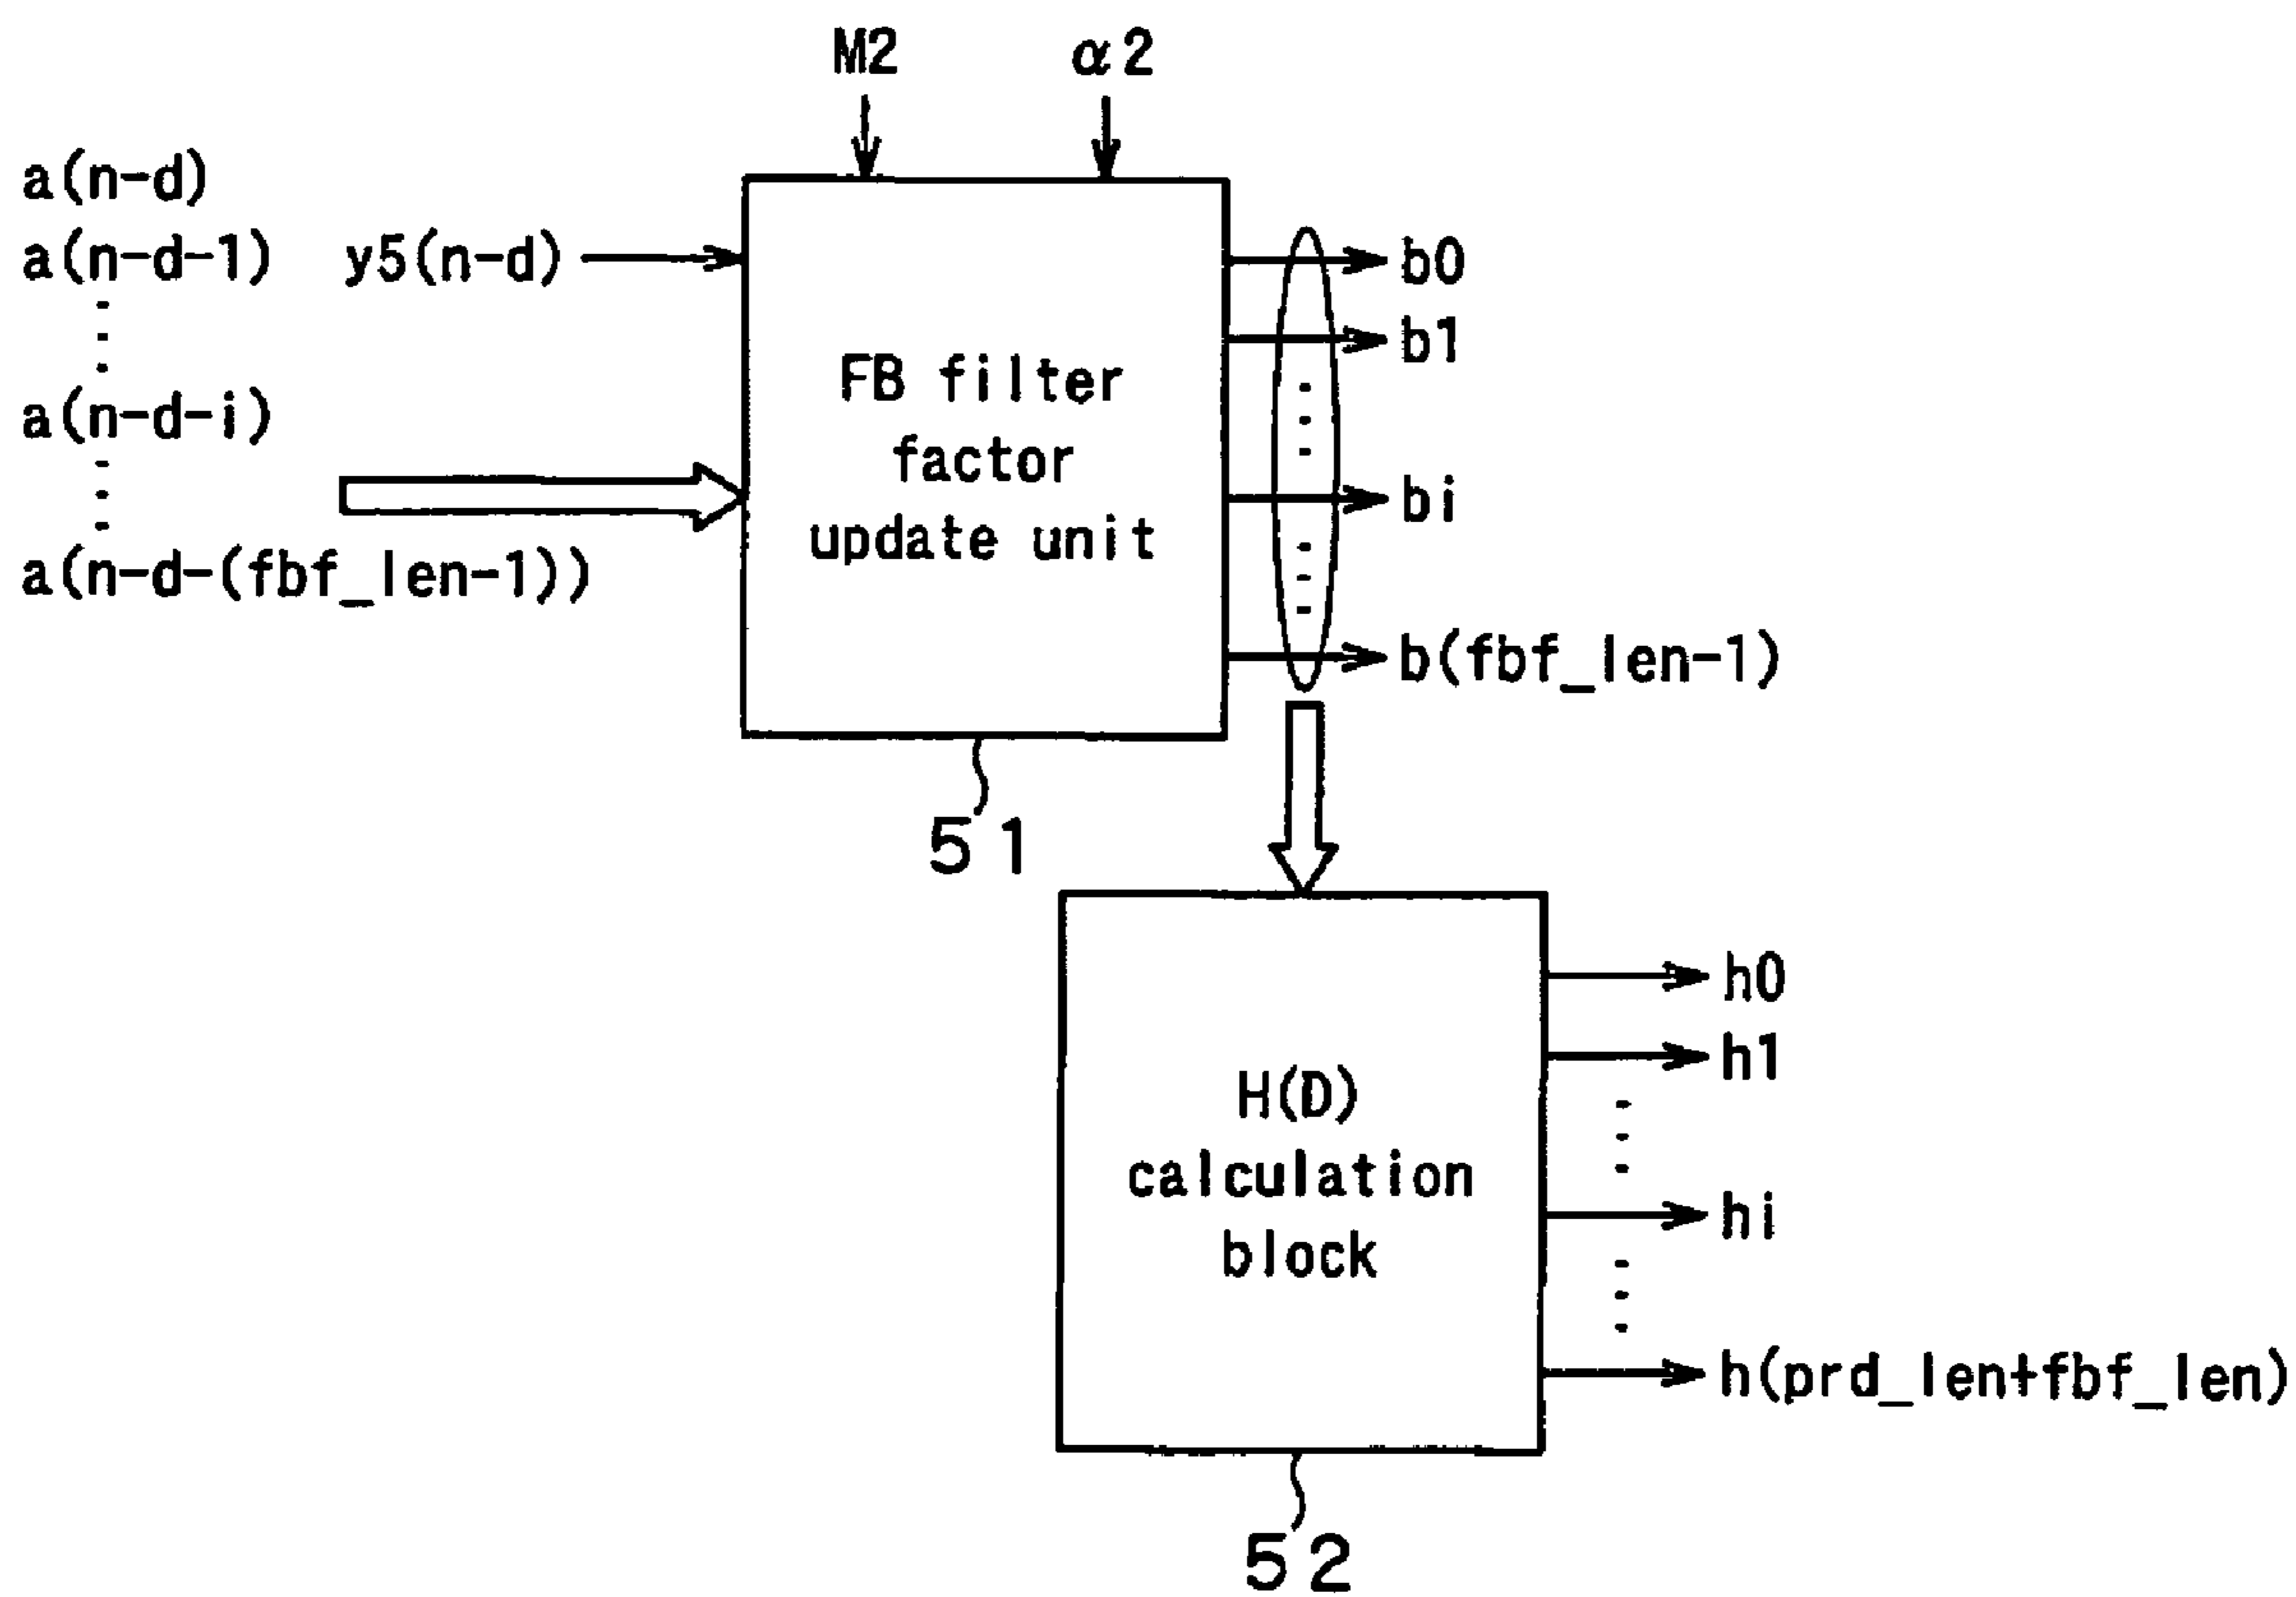 M2
α2
a(n-d)
a(n-d-1)
y5(n-d)
a(n-d-i)
a(n-d-(fbf_len-1))
FB filter
factor
update unit
b0
b1
bi
b(fbf_len-1)
51
H(D)
calculation
block
h0
h1
hi
h(prd_len+fbf_len)
52